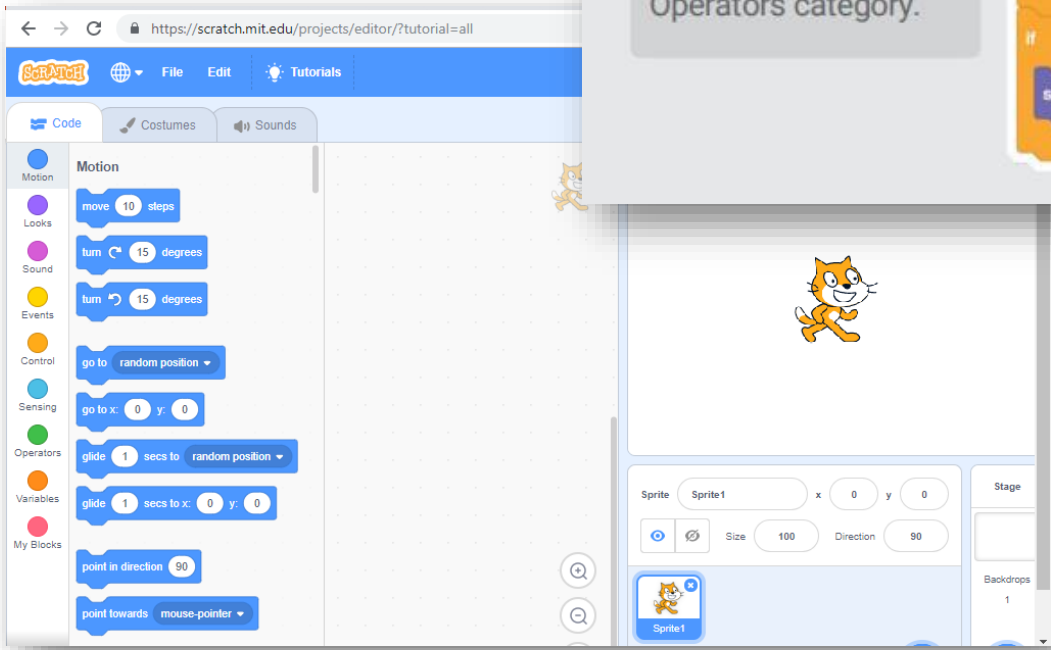 Operators category.
If
https://scratch.mit.edu/projects/editor/?tutorial=all
SCRATCH File Edit Tutorials
Code Costumes Sounds
Motion
Looks
Sound
Events
Control
Sensing
Operators
Variables
My Blocks
Motion
move 10 steps
turn 15 degrees
turn 15 degrees
go to random position
go to x: 0 y: 0
glide 1 secs to random position
glide 1 secs to x: 0 y: 0
point in direction 90
point towards mouse-pointer
Sprite Sprite1 x 0 y 0
Size 100 Direction 90
Sprite1
Stage
Backdrops
1